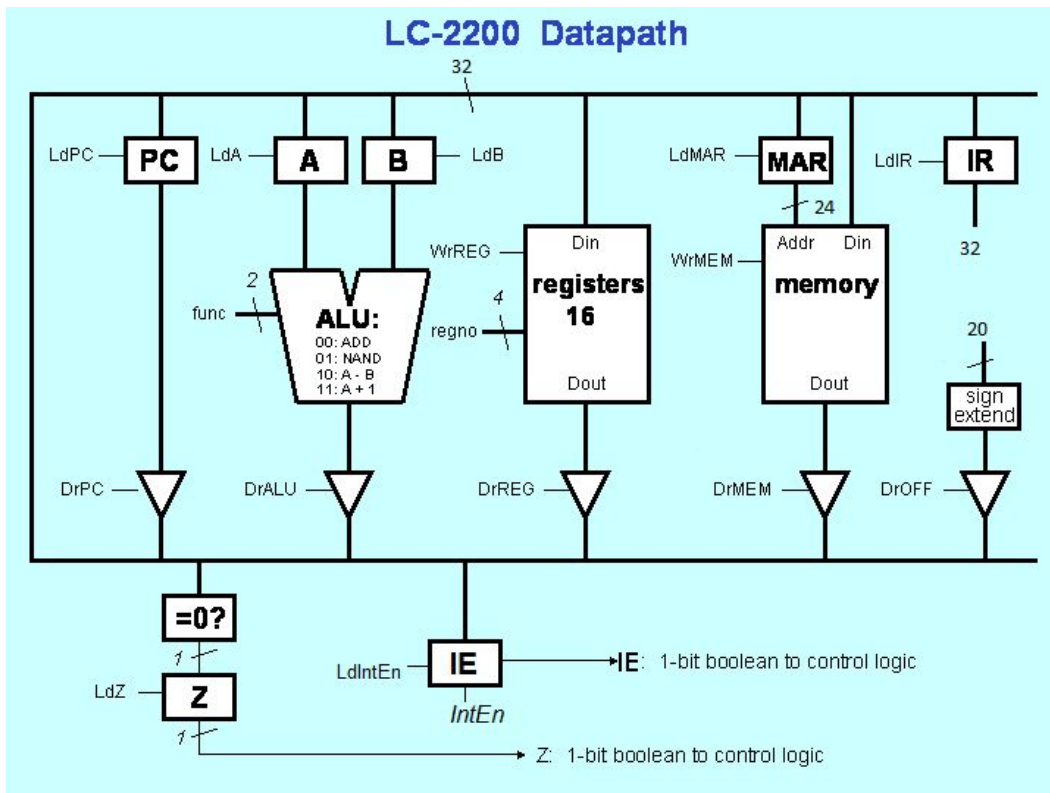 LC-2200 Datapath
32
LdPC
PC
LdA
A
B
LdB
LdMAR
MAR
LdIR
IR
24
32
WrREG
Din
registers
16
Dout
WrMEM
Addr Din
memory
Dout
func
2
ALU:
00: ADD
01: NAND
10: A - B
11: A + 1
regno
4
20
sign
extend
DrPC
DrALU
DrREG
DrMEM
DrOFF
=0?
1
LdZ
Z
1
LdIntEn
IE
IntEn
IE: 1-bit boolean to control logic
Z: 1-bit boolean to control logic